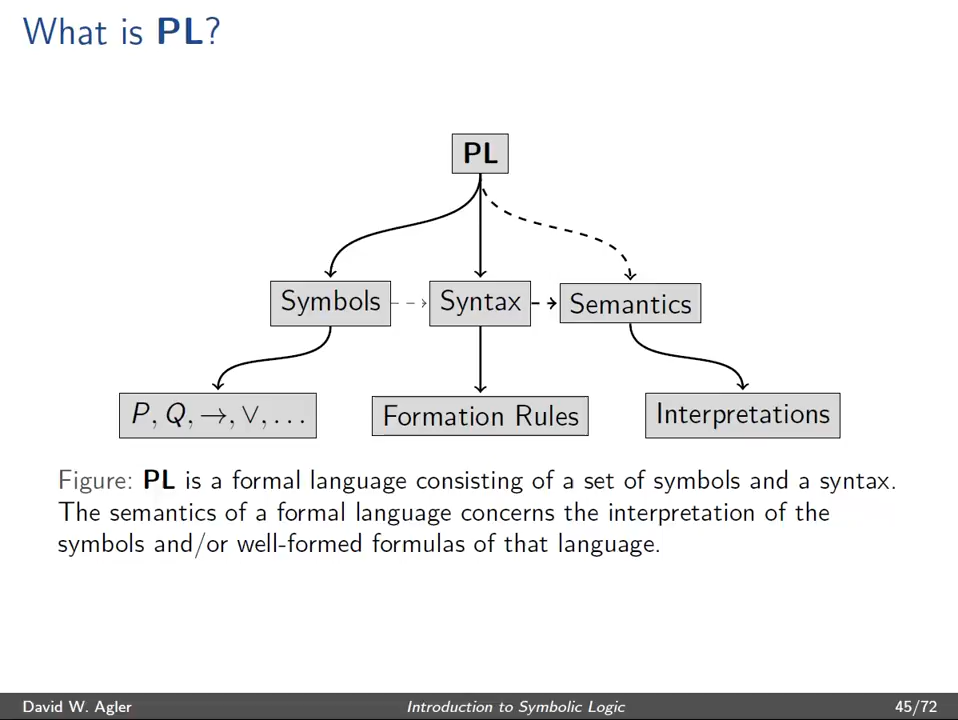 What is PL?
PL
Symbols
Syntax
Semantics
P, Q, →, ∨, . . .
Formation Rules
Interpretations
Figure: PL is a formal language consisting of a set of symbols and a syntax.
The semantics of a formal language concerns the interpretation of the
symbols and/or well-formed formulas of that language.
David W. Agler
Introduction to Symbolic Logic
45/72